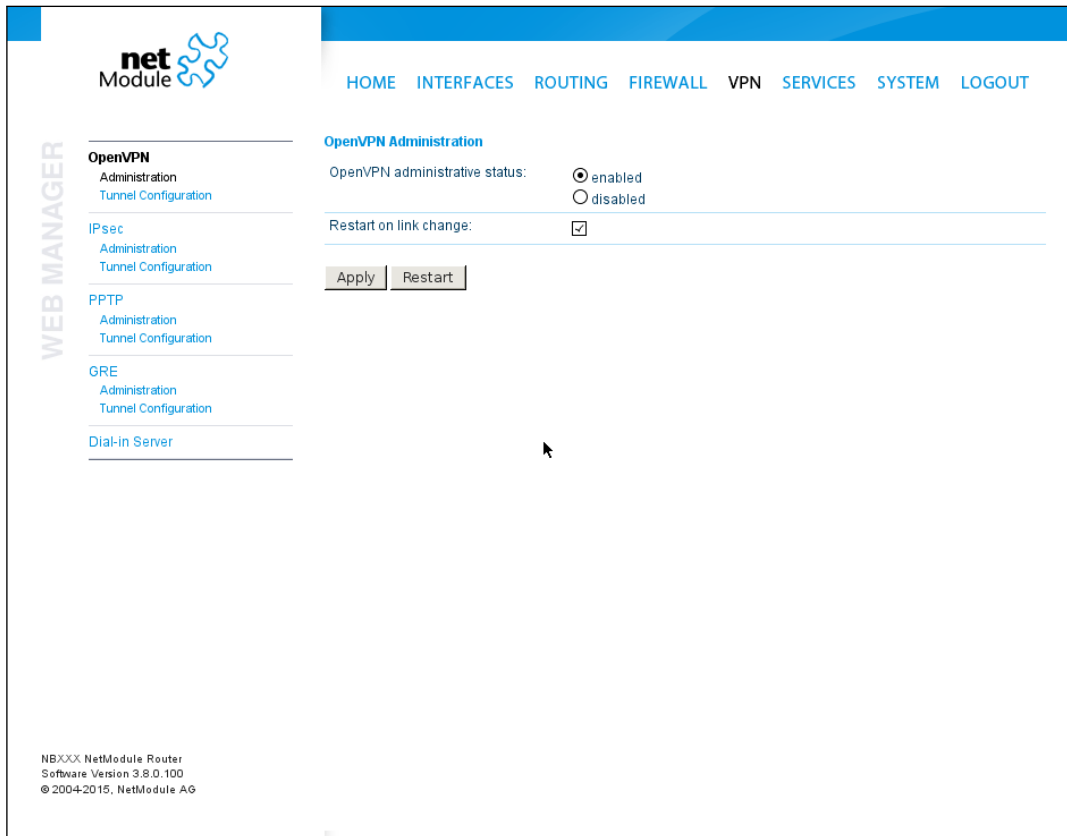 net
Module
HOME INTERFACES ROUTING FIREWALL VPN SERVICES SYSTEM LOGOUT
WEB MANAGER
OpenVPN
Administration
Tunnel Configuration
IPsec
Administration
Tunnel Configuration
PPTP
Administration
Tunnel Configuration
GRE
Administration
Tunnel Configuration
Dial-in Server
OpenVPN Administration
OpenVPN administrative status:
enabled
disabled
Restart on link change:
Apply Restart
NBXXX NetModule Router
Software Version 3.8.0.100
© 2004-2015, NetModule AG